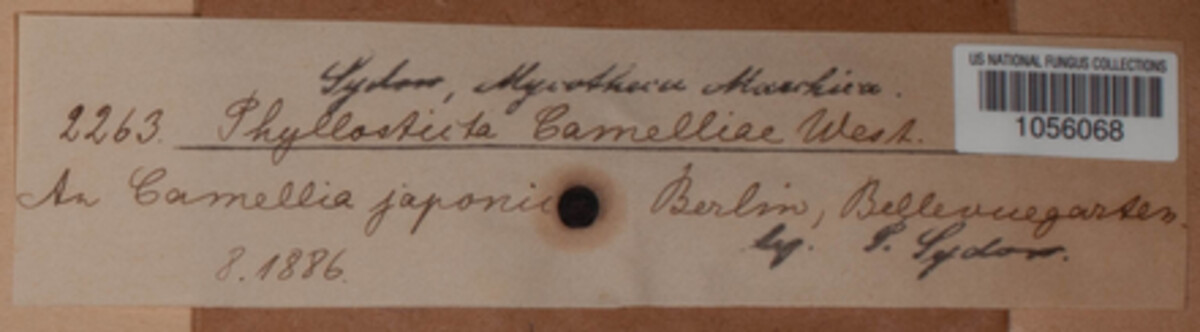 Sydow, Mycotheca Marchica.
US NATIONAL FUNGUS COLLECTIONS
1056068
2263. Phyllosticta Camelliae West.
An Camellia japonic Berlin, Bellevuegarten.
8.1886. leg. P. Sydow.